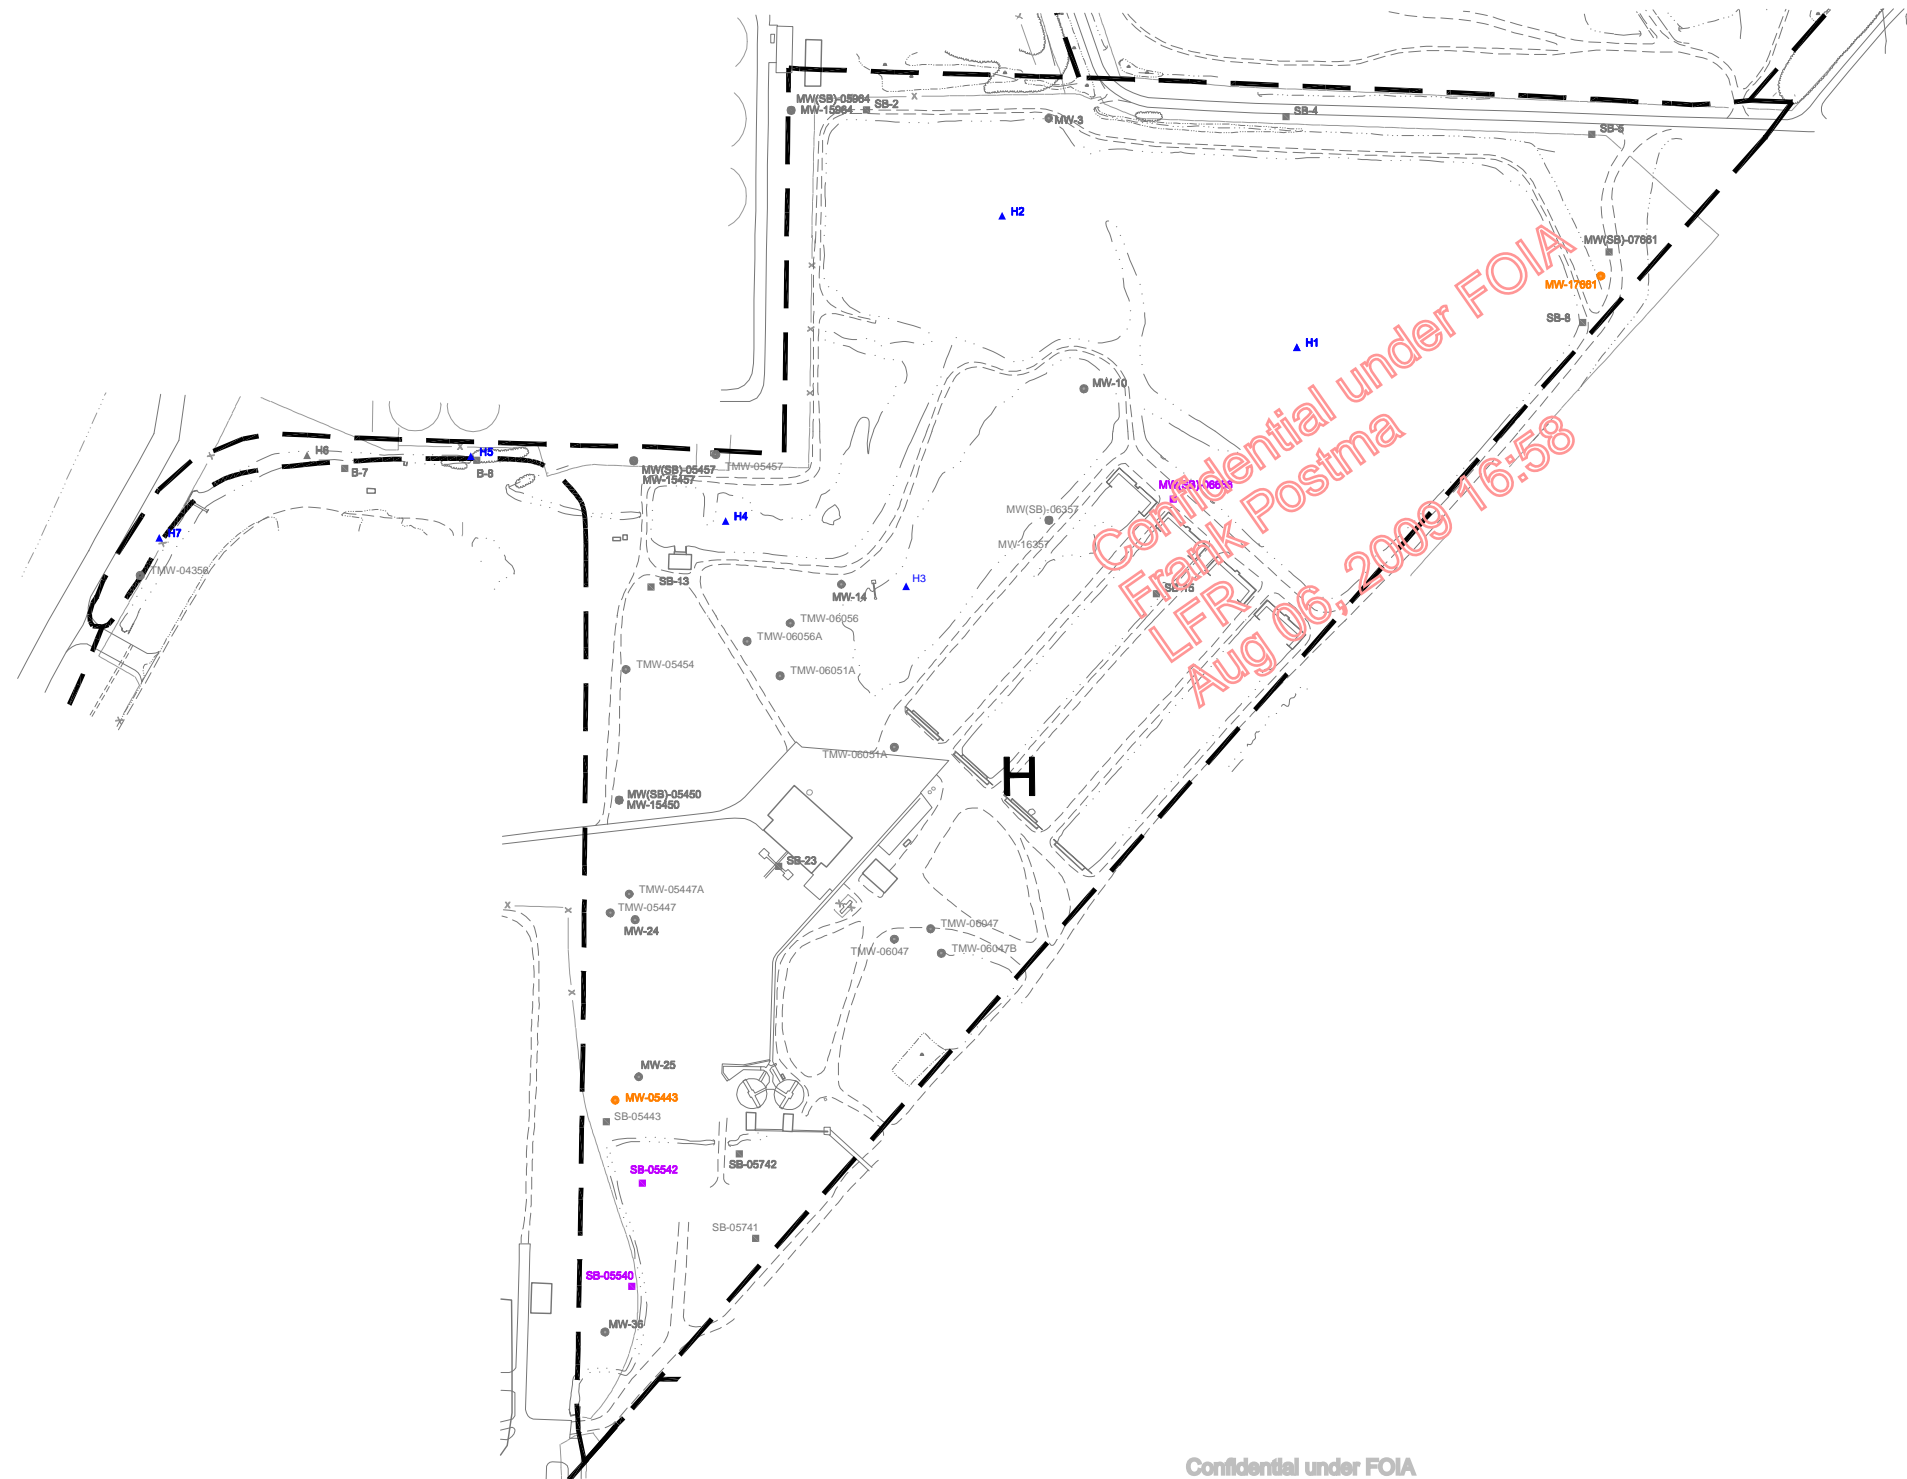 MW(SB)-05984
MW-15984
SB-2
MW-3
SB-4
SB-5
H2
MW(SB)-07661
MW-17661
SB-8
H1
MW-10
H6
B-7
H5
B-8
MW(SB)-05457
MW-15457
TMW-05457
H4
MW(SB)-06357
MW-16357
H7
TMW-04356
SB-13
MW-14
H3
SB-15
TMW-06056
TMW-06056A
TMW-05454
TMW-06051A
TMW-06051A
H
MW(SB)-05450
MW-15450
SB-23
TMW-05447A
TMW-05447
MW-24
TMW-06047
TMW-06047
TMW-06047B
MW-25
MW-05443
SB-05443
SB-05742
SB-05542
SB-05741
SB-05540
MW-36
Confidential under FOIA
Frank Postma
LFR
Aug 06, 2009 16:58
Confidential under FOIA